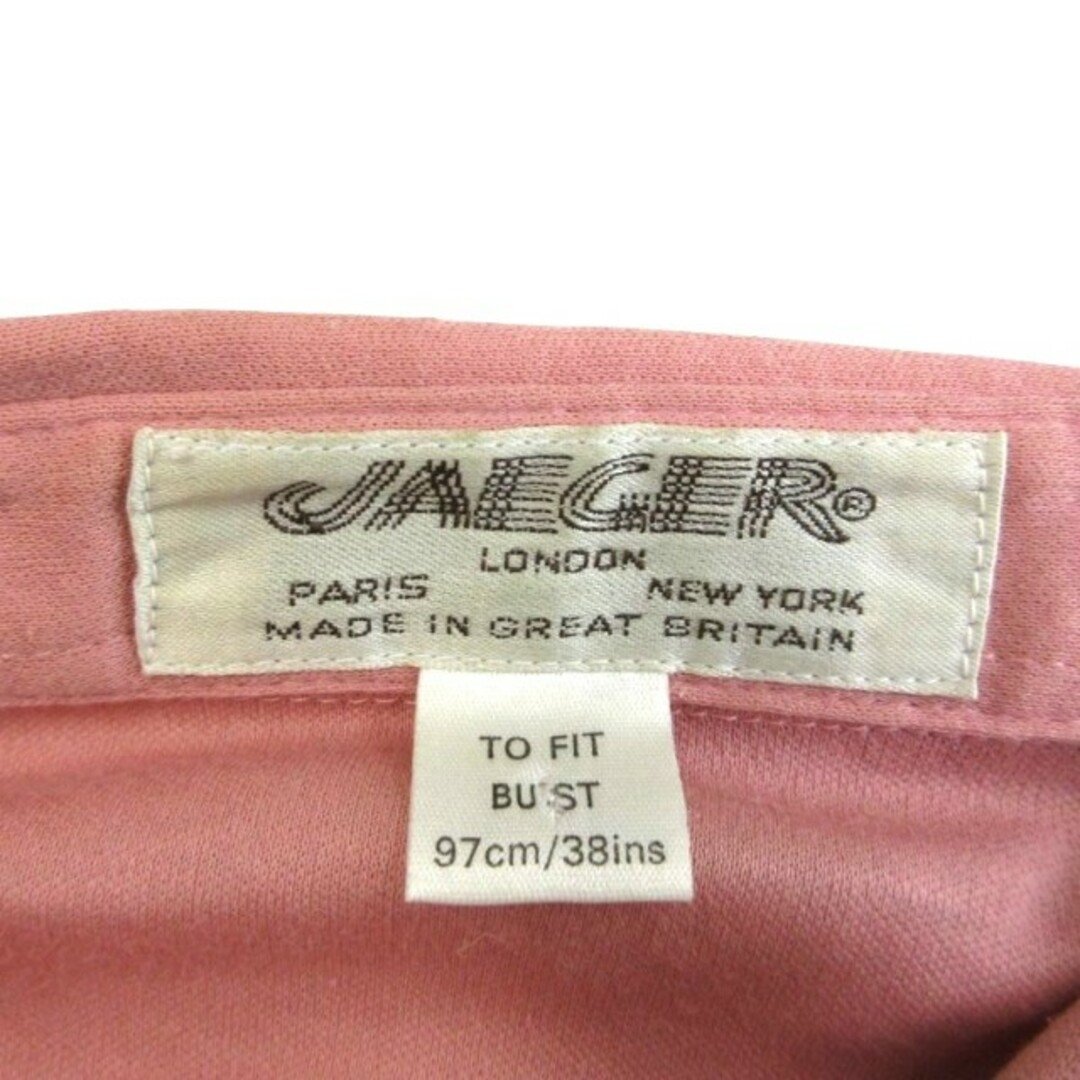 JAEGER®
LONDON
PARIS NEW YORK
MADE IN GREAT BRITAIN
TO FIT
BUST
97cm/38ins